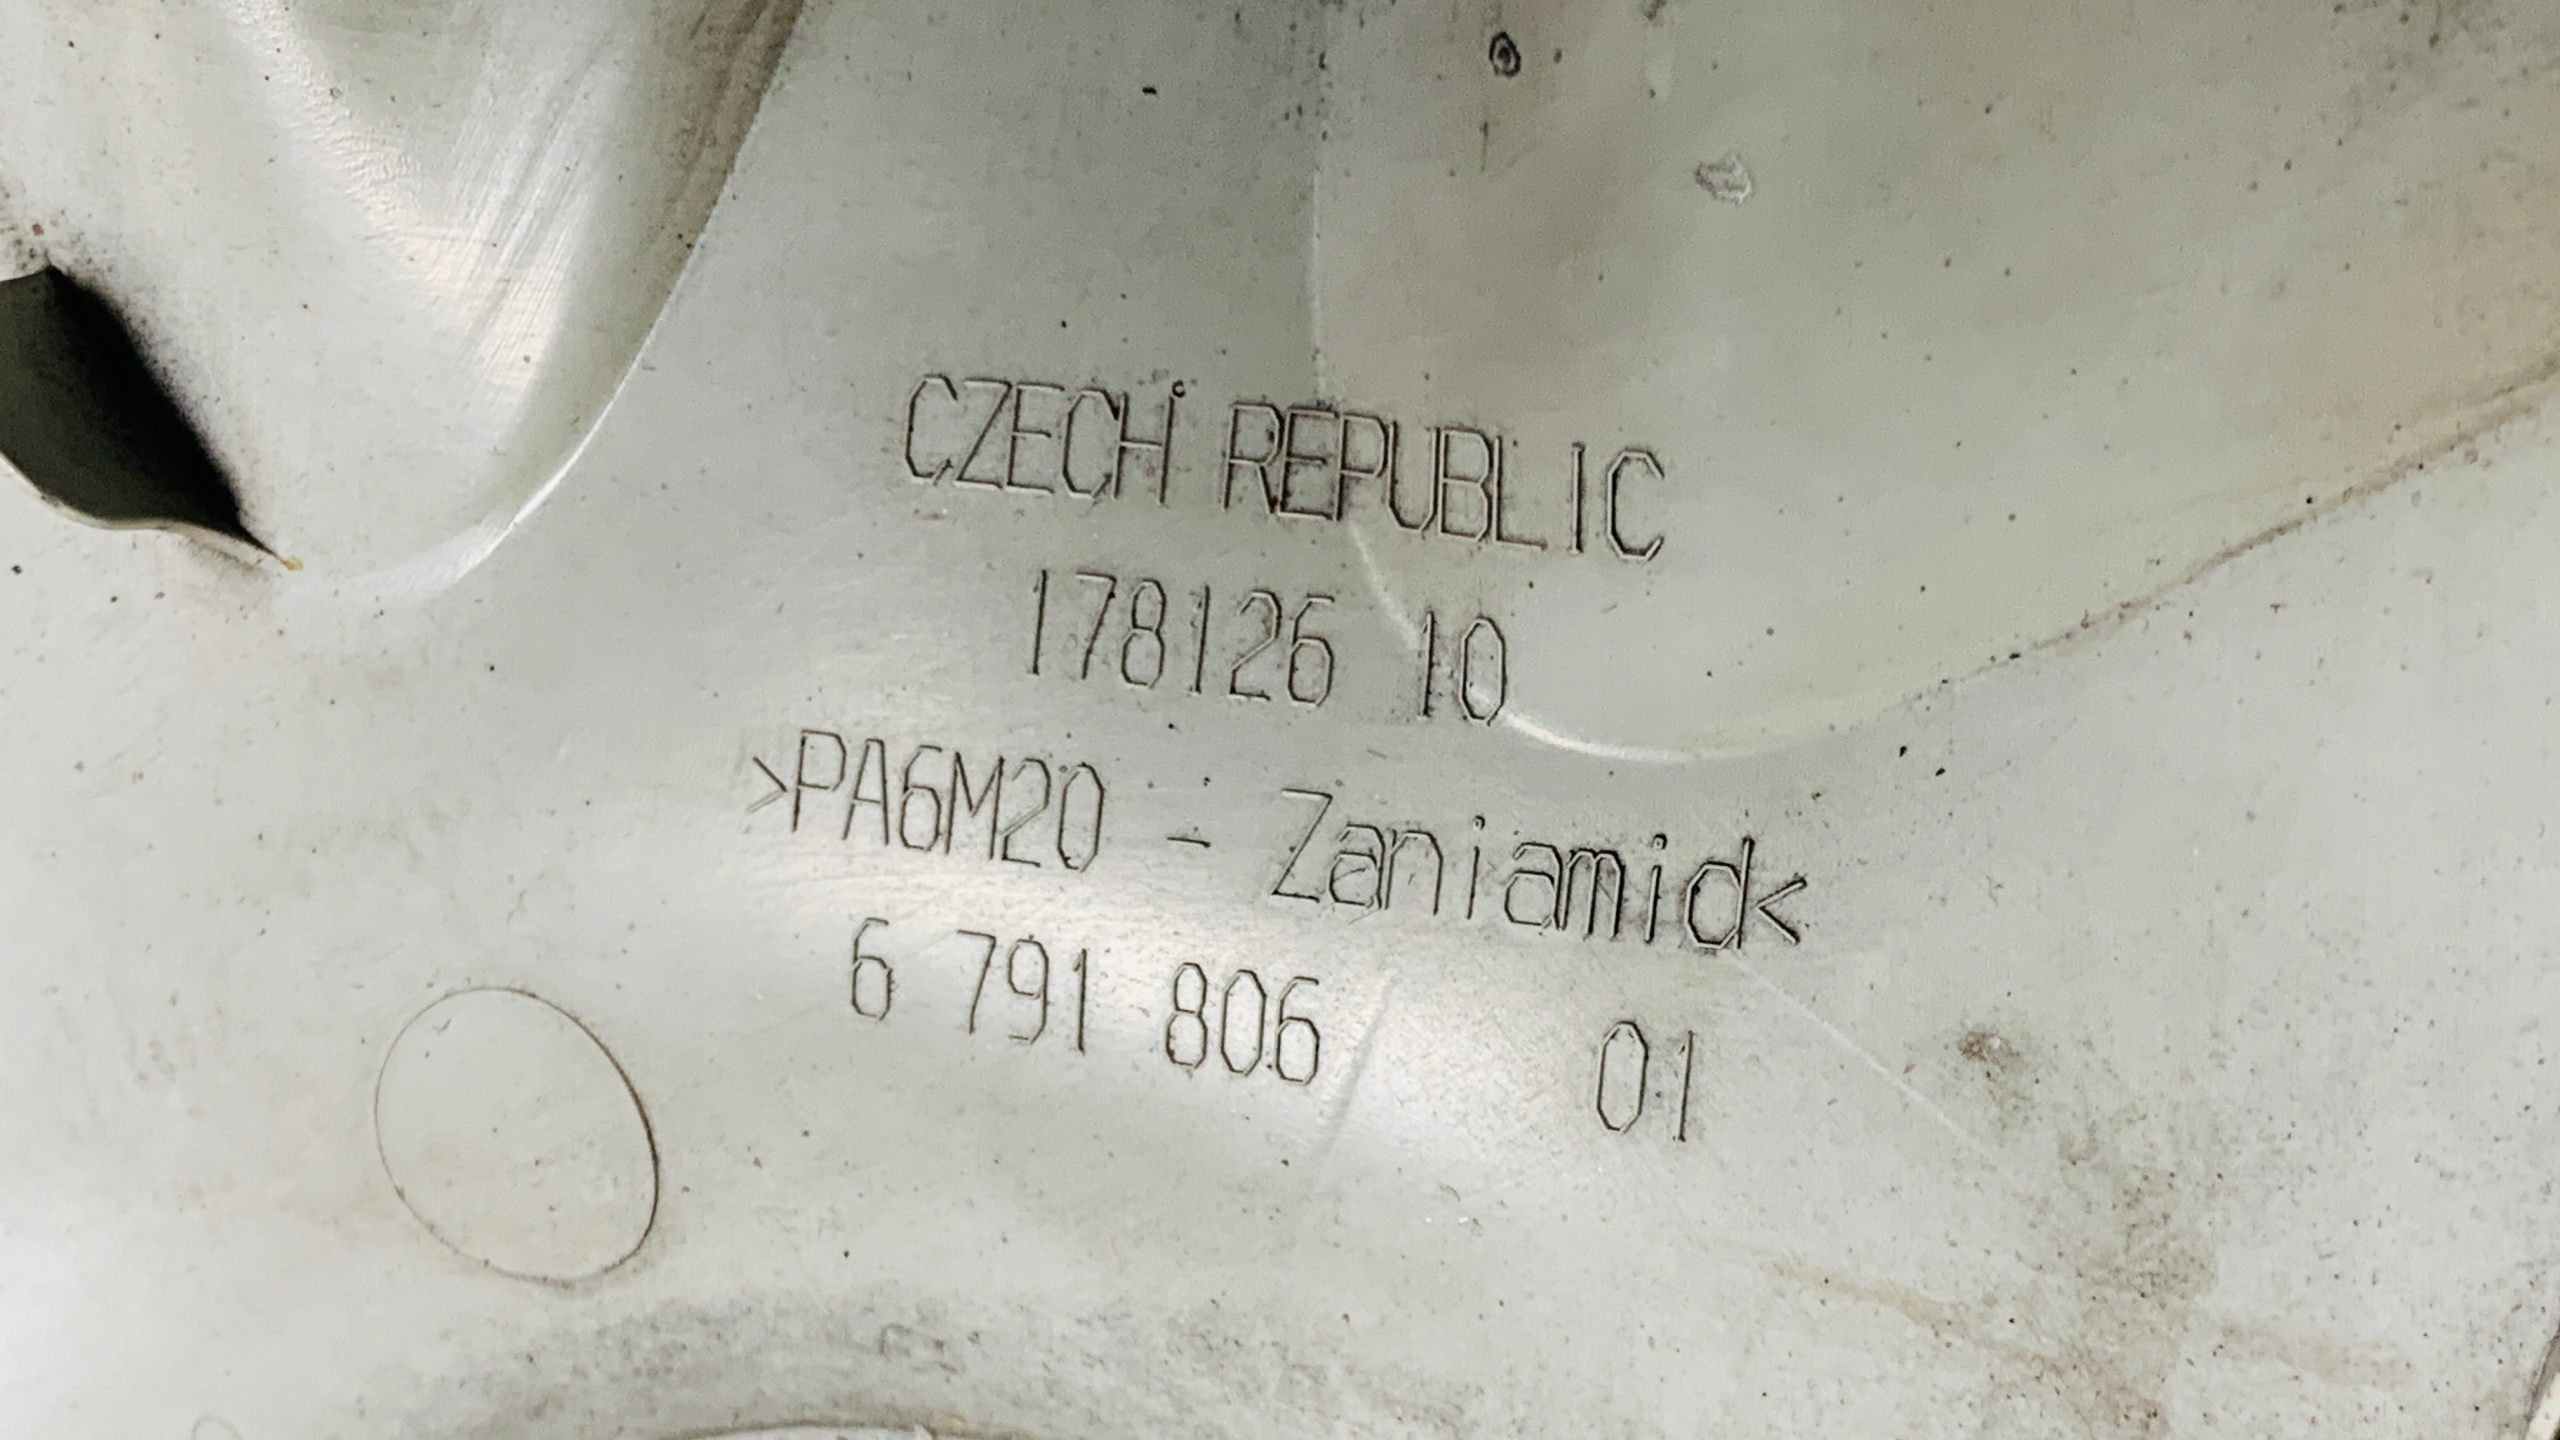 CZECH REPUBLIC
178126 10
>PA6M20 - Zaniamid<
6 791 806 01